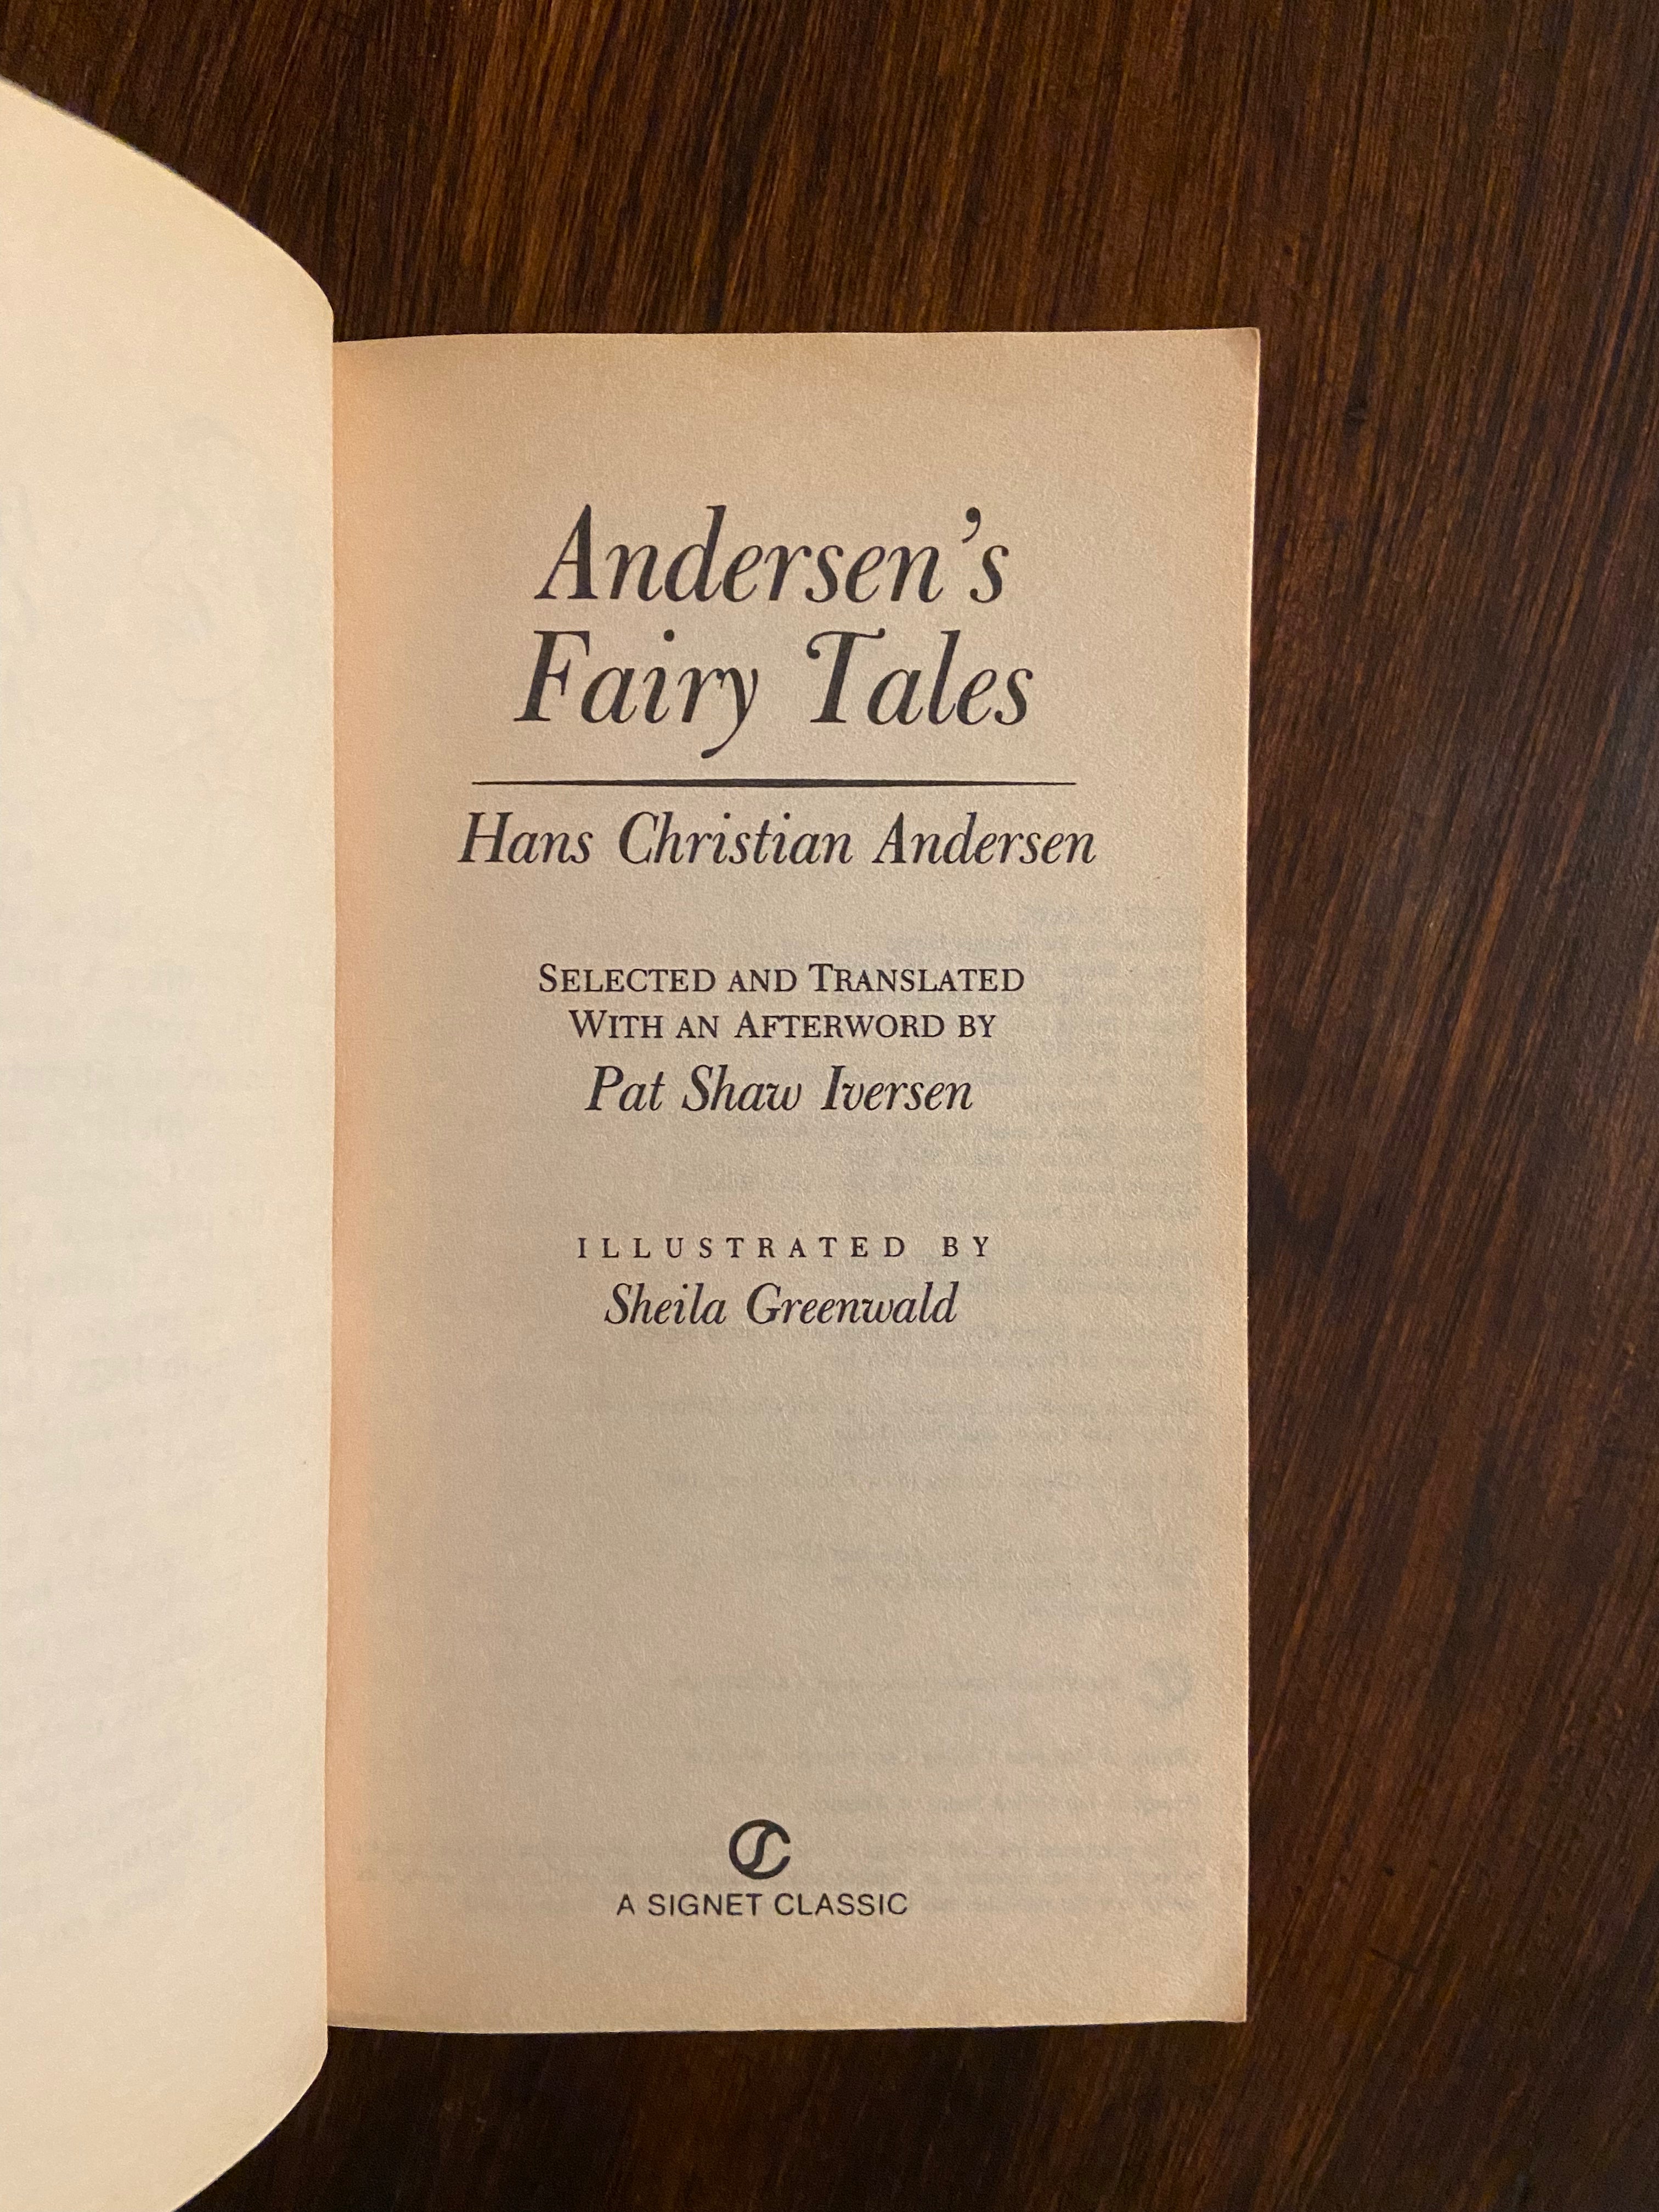 Andersen's
Fairy Tales
Hans Christian Andersen
SELECTED AND TRANSLATED
WITH AN AFTERWORD BY
Pat Shaw Iversen
ILLUSTRATED BY
Sheila Greenwald
A SIGNET CLASSIC